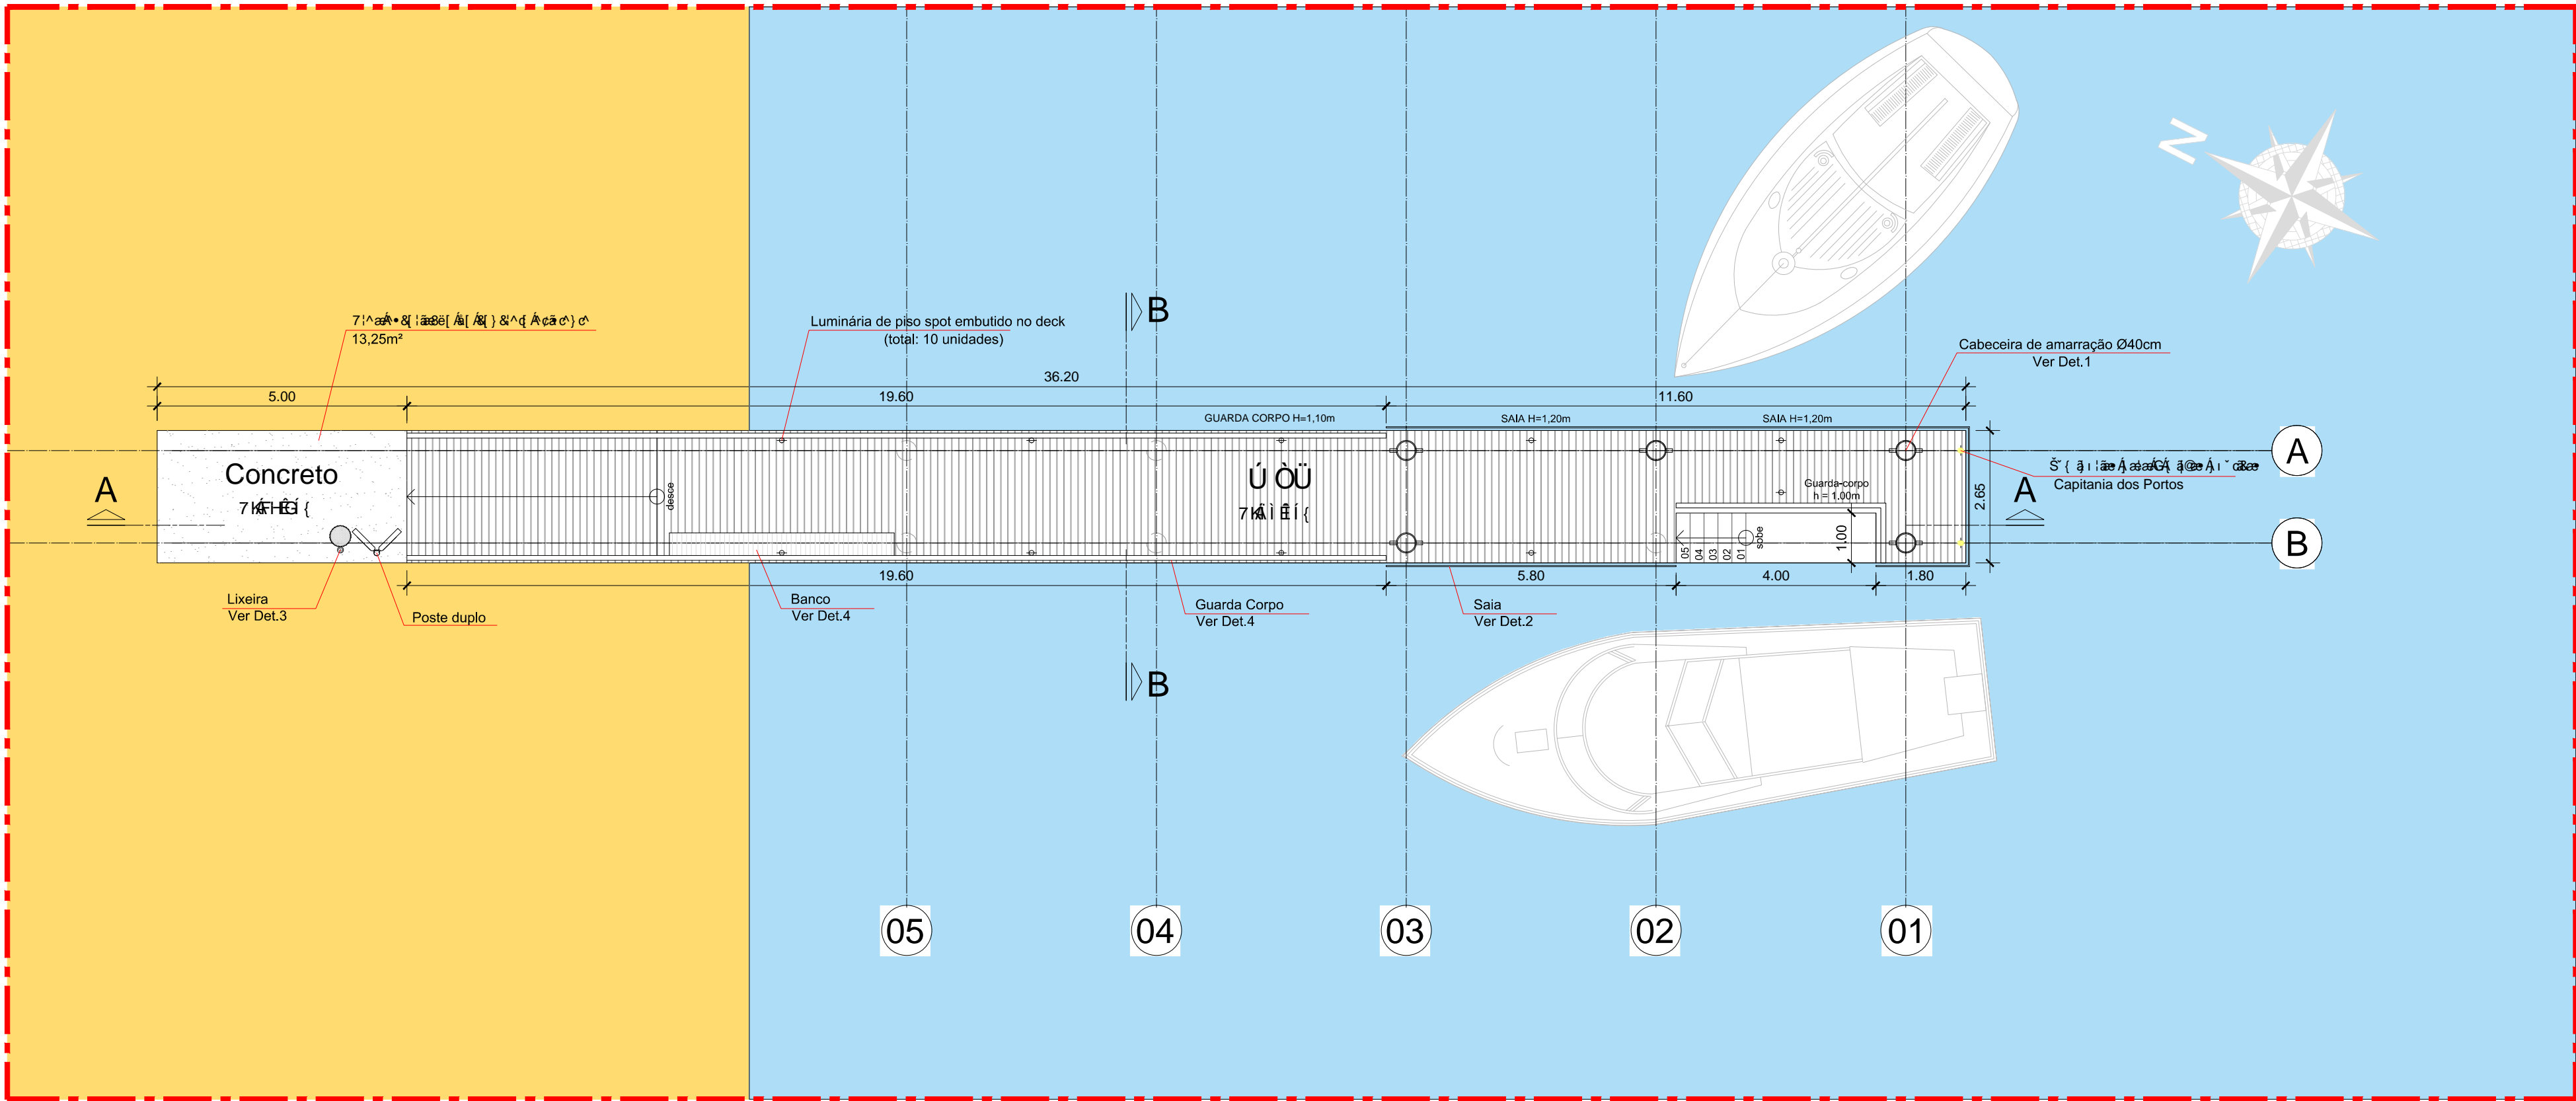 N
B
Luminária de piso spot embutido no deck
(total: 10 unidades)
13,25m²
Cabeceira de amarração Ø40cm
Ver Det.1
36.20
5.00
19.60
11.60
GUARDA CORPO H=1,10m
SAIA H=1,20m
SAIA H=1,20m
Concreto
A
desce
Ú ÒÜ
Guarda-corpo
h = 1.00m
2.65
A
Capitania dos Portos
A
05
04
03
02
01
sobe
1.00
B
19.60
5.80
4.00
1.80
Lixeira
Ver Det.3
Poste duplo
Banco
Ver Det.4
Guarda Corpo
Ver Det.4
Saia
Ver Det.2
B
05
04
03
02
01